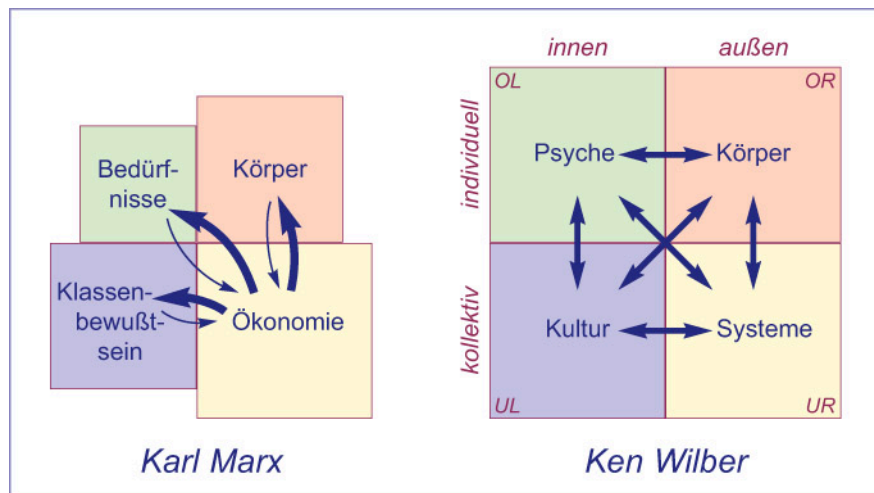 Bedürf-
nisse
Körper
Klassen-
bewußt-
sein
Ökonomie
Karl Marx
innen
außen
individuell
kollektiv
OL
OR
Psyche
Körper
Kultur
Systeme
UL
UR
Ken Wilber